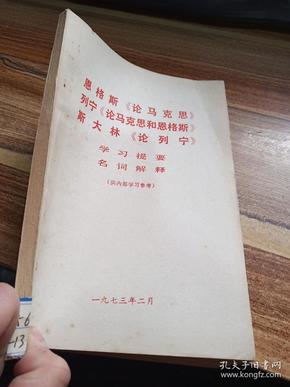 恩格斯《论马克思》
列宁《论马克思和恩格斯》
斯大林《论列宁》
学习提要
名词解释
(供内部学习参考)
一九七三年二月
56
-13
孔夫子旧书网